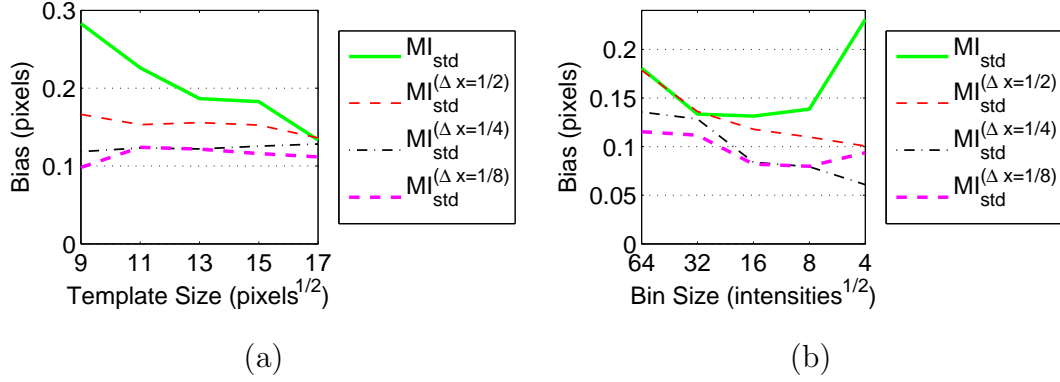 0.3
0.2
0.1
0
9 11 13 15 17
Bias (pixels)
Template Size (pixels^1/2)
MI_std
MI_std^(Δ x=1/2)
MI_std^(Δ x=1/4)
MI_std^(Δ x=1/8)
(a)
0.2
0.15
0.1
0.05
0
64 32 16 8 4
Bias (pixels)
Bin Size (intensities^1/2)
MI_std
MI_std^(Δ x=1/2)
MI_std^(Δ x=1/4)
MI_std^(Δ x=1/8)
(b)